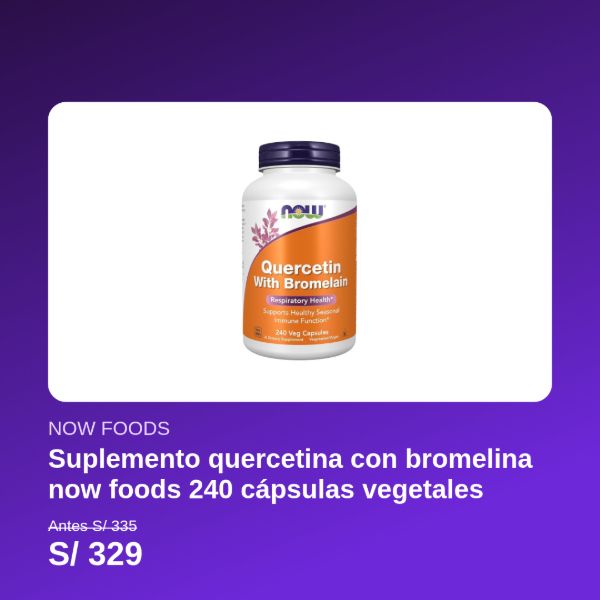 NOW
Quercetin
With Bromelain
Respiratory Health*
Supports Healthy Seasonal
Immune Function*
240 Veg Capsules
NOW FOODS
Suplemento quercetina con bromelina
now foods 240 cápsulas vegetales
Antes S/ 335
S/ 329